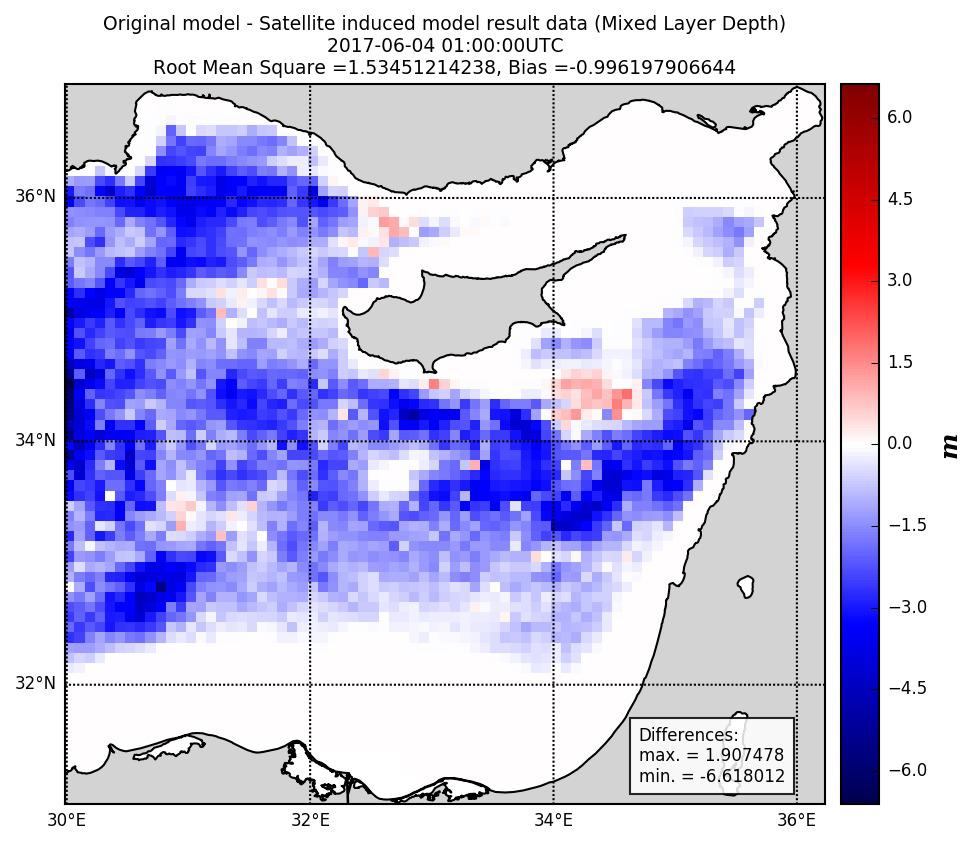 Original model - Satellite induced model result data (Mixed Layer Depth)
2017-06-04 01:00:00UTC
Root Mean Square =1.53451214238, Bias =-0.996197906644
6.0
4.5
3.0
1.5
0.0
−1.5
−3.0
−4.5
−6.0
m
36°N
34°N
32°N
Differences:
max. = 1.907478
min. = -6.618012
30°E
32°E
34°E
36°E